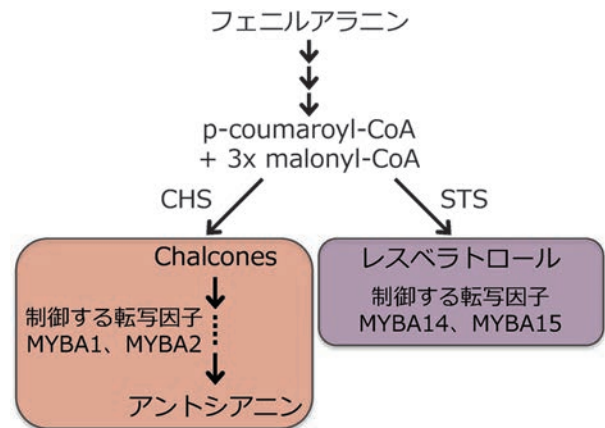 フェニルアラニン
p-coumaroyl-CoA
+ 3x malonyl-CoA
CHS
STS
Chalcones
制御する転写因子
MYBA1、MYBA2
アントシアニン
レスベラトロール
制御する転写因子
MYBA14、MYBA15